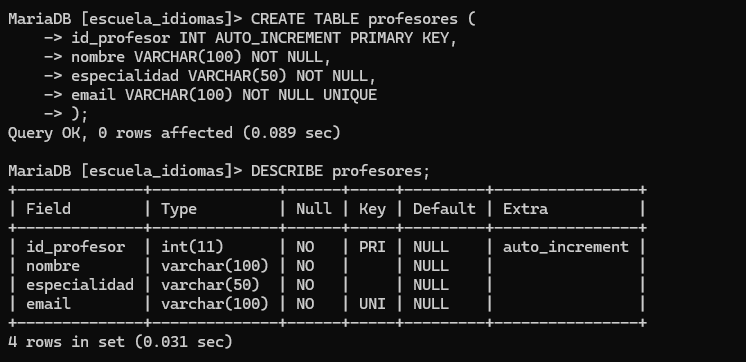 MariaDB [escuela_idiomas]> CREATE TABLE profesores (
    -> id_profesor INT AUTO_INCREMENT PRIMARY KEY,
    -> nombre VARCHAR(100) NOT NULL,
    -> especialidad VARCHAR(50) NOT NULL,
    -> email VARCHAR(100) NOT NULL UNIQUE
    -> );
Query OK, 0 rows affected (0.089 sec)

MariaDB [escuela_idiomas]> DESCRIBE profesores;
+--------------+--------------+------+-----+---------+----------------+
| Field        | Type         | Null | Key | Default | Extra          |
+--------------+--------------+------+-----+---------+----------------+
| id_profesor  | int(11)      | NO   | PRI | NULL    | auto_increment |
| nombre       | varchar(100) | NO   |     | NULL    |                |
| especialidad | varchar(50)  | NO   |     | NULL    |                |
| email        | varchar(100) | NO   | UNI | NULL    |                |
+--------------+--------------+------+-----+---------+----------------+
4 rows in set (0.031 sec)